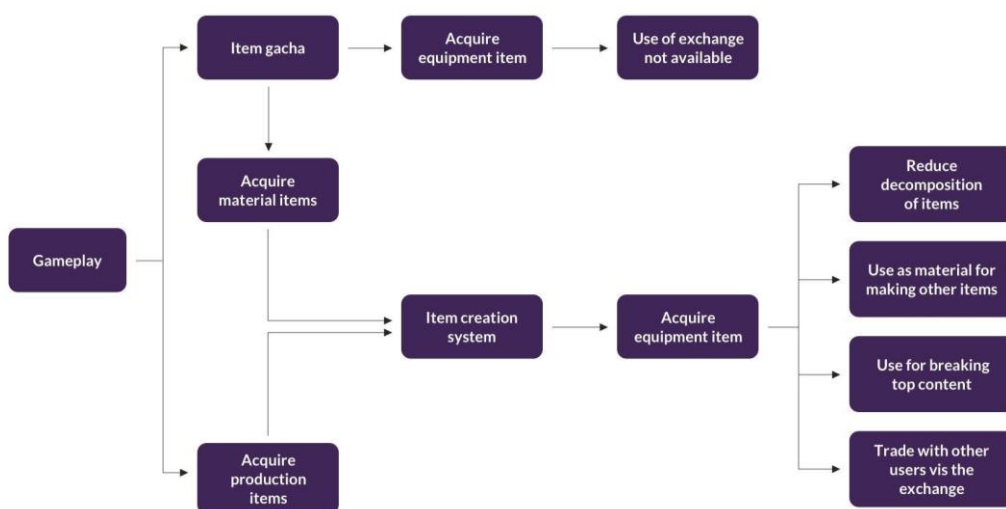 Item gacha
Acquire
equipment item
Use of exchange
not available
Acquire
material items
Reduce
decomposition
of items
Gameplay
Use as material for
making other items
Item creation
system
Acquire
equipment item
Use for breaking
top content
Acquire
production
items
Trade with other
users vis the
exchange